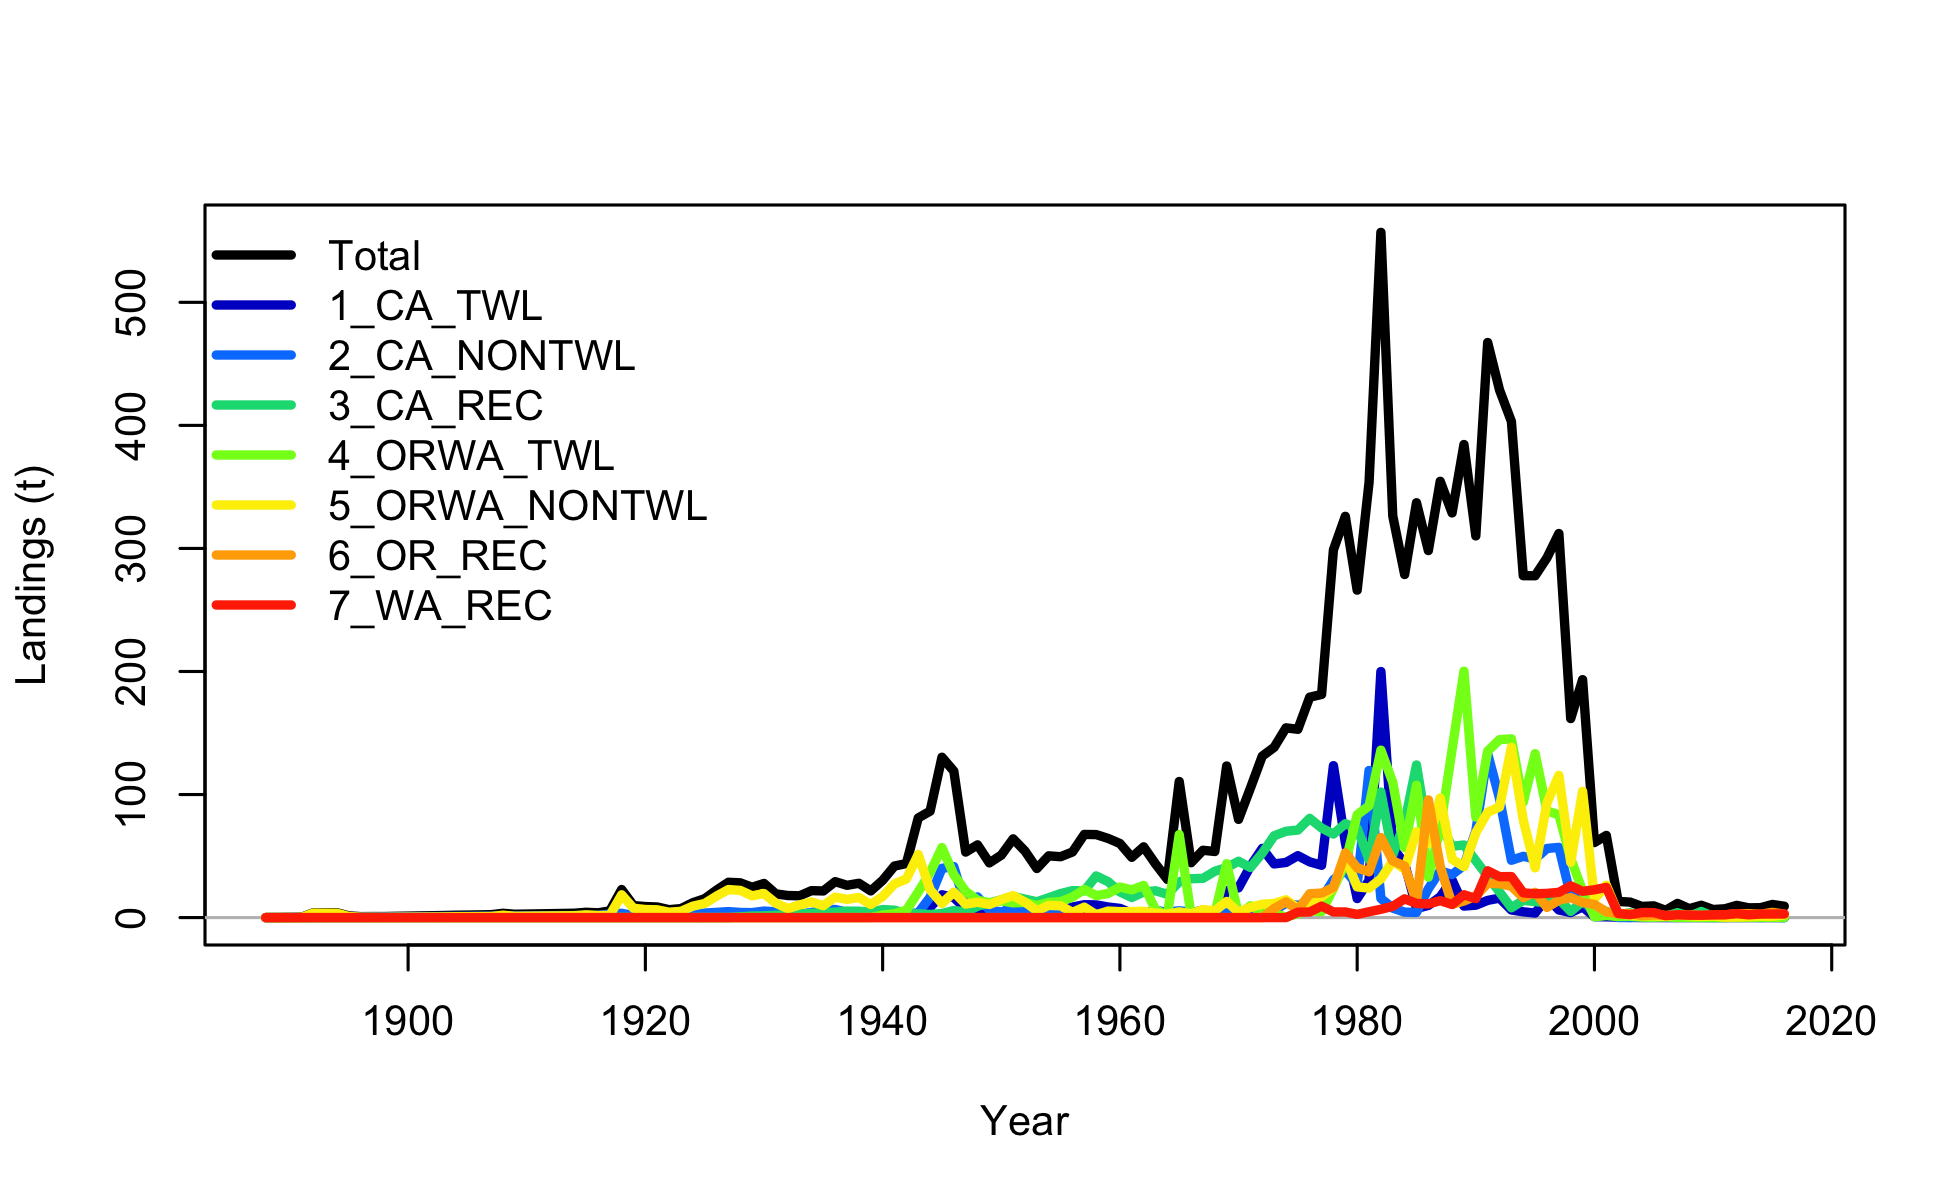 Total
1_CA_TWL
2_CA_NONTWL
3_CA_REC
4_ORWA_TWL
5_ORWA_NONTWL
6_OR_REC
7_WA_REC
Landings (t)
500
400
300
200
100
0
1900 1920 1940 1960 1980 2000 2020
Year